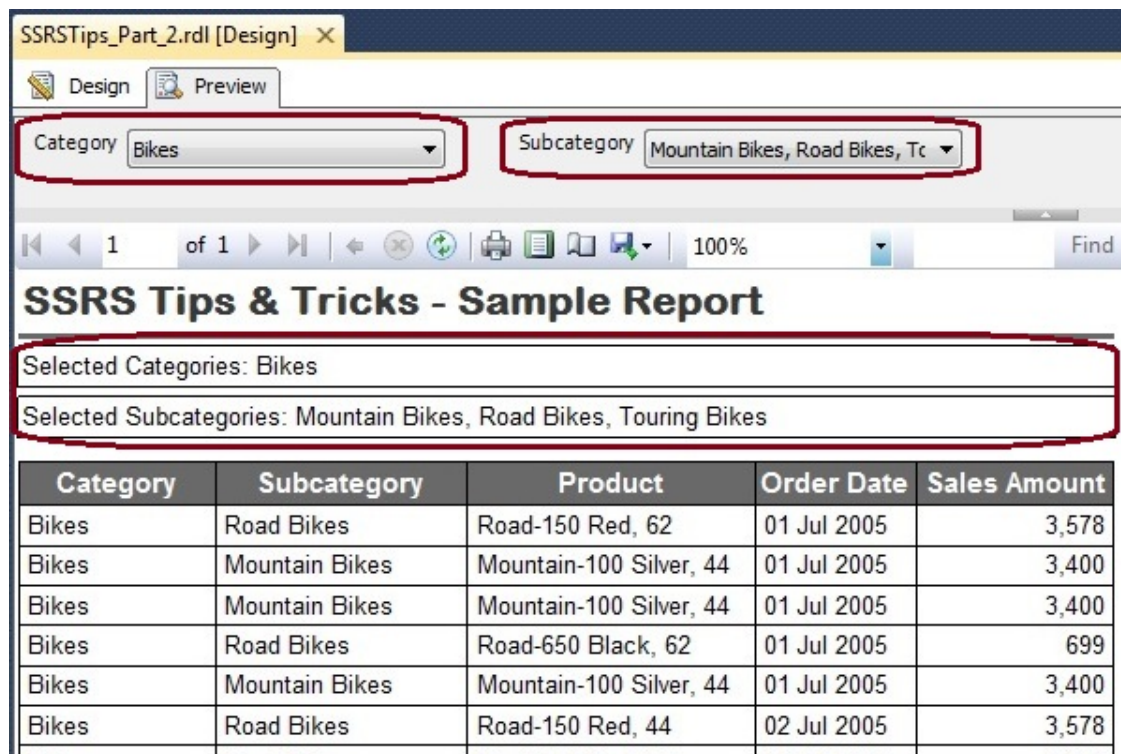 SSRSTips_Part_2.rdl [Design]
Design Preview
Category Bikes Subcategory Mountain Bikes, Road Bikes, Tc
1 of 1 100% Find
SSRS Tips & Tricks - Sample Report
Selected Categories: Bikes
Selected Subcategories: Mountain Bikes, Road Bikes, Touring Bikes
Category Subcategory Product Order Date Sales Amount
Bikes Road Bikes Road-150 Red, 62 01 Jul 2005 3,578
Bikes Mountain Bikes Mountain-100 Silver, 44 01 Jul 2005 3,400
Bikes Mountain Bikes Mountain-100 Silver, 44 01 Jul 2005 3,400
Bikes Road Bikes Road-650 Black, 62 01 Jul 2005 699
Bikes Mountain Bikes Mountain-100 Silver, 44 01 Jul 2005 3,400
Bikes Road Bikes Road-150 Red, 44 02 Jul 2005 3,578